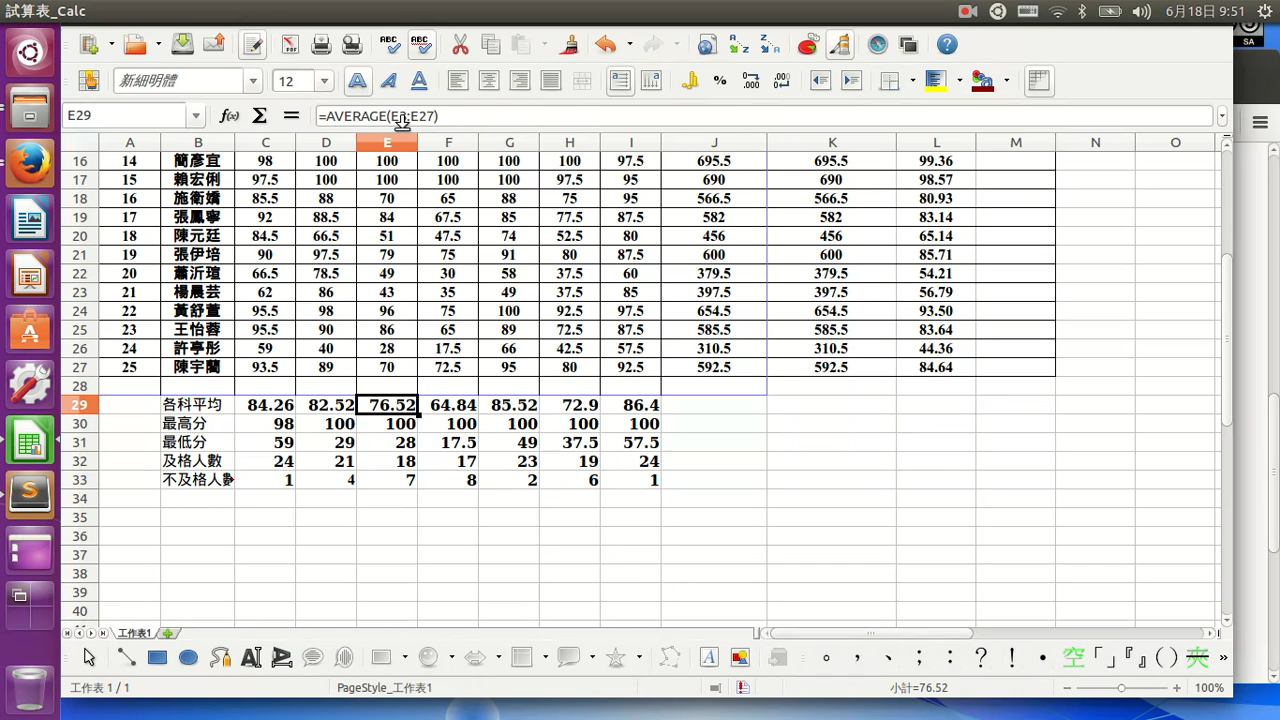 試算表_Calc
6月18日 9:51
SA
新細明體 12
E29 =AVERAGE(E3:E27)
A B C D E F G H I J K L M N O
16 14 簡彥宜 98 100 100 100 100 100 97.5 695.5 695.5 99.36
17 15 賴宏俐 97.5 100 100 100 100 97.5 95 690 690 98.57
18 16 施衛嬌 85.5 88 70 65 88 75 95 566.5 566.5 80.93
19 17 張鳳寧 92 88.5 84 67.5 85 77.5 87.5 582 582 83.14
20 18 陳元廷 84.5 66.5 51 47.5 74 52.5 80 456 456 65.14
21 19 張伊培 90 97.5 79 75 91 80 87.5 600 600 85.71
22 20 蕭沂瑄 66.5 78.5 49 30 58 37.5 60 379.5 379.5 54.21
23 21 楊晨芸 62 86 43 35 49 37.5 85 397.5 397.5 56.79
24 22 黃舒萱 95.5 98 96 75 100 92.5 97.5 654.5 654.5 93.50
25 23 王怡蓉 95.5 90 86 65 89 72.5 87.5 585.5 585.5 83.64
26 24 許葶彤 59 40 28 17.5 66 42.5 57.5 310.5 310.5 44.36
27 25 陳宇蘭 93.5 89 70 72.5 95 80 92.5 592.5 592.5 84.64
28
29 各科平均 84.26 82.52 76.52 64.84 85.52 72.9 86.4
30 最高分 98 100 100 100 100 100 100
31 最低分 59 29 28 17.5 49 37.5 57.5
32 及格人數 24 21 18 17 23 19 24
33 不及格人數 1 4 7 8 2 6 1
34
35
36
37
38
39
40
工作表1
工作表 1 / 1 PageStyle_工作表1 小計=76.52 100%